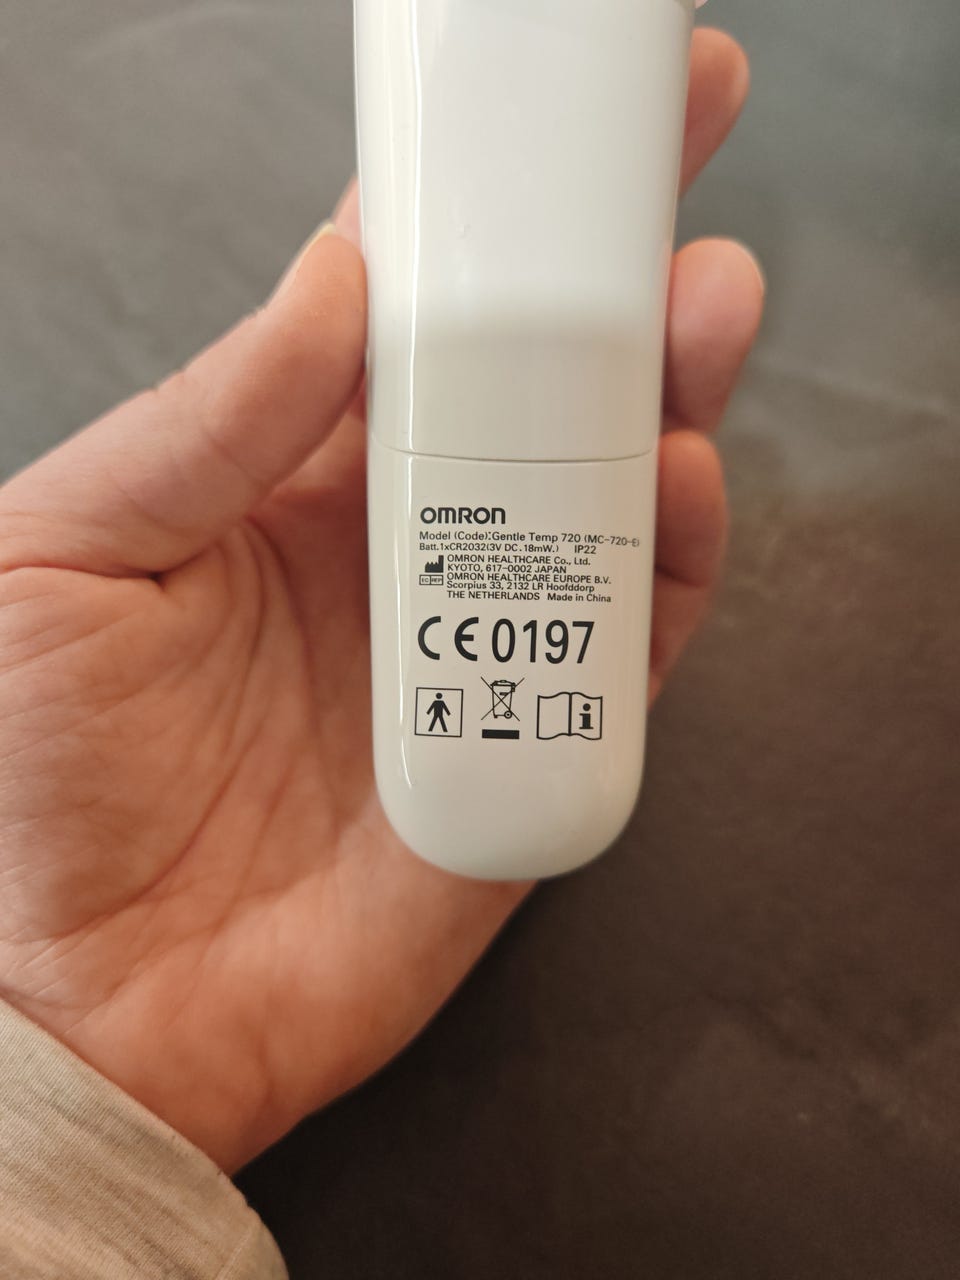 OMRON
Model (Code):Gentle Temp 720 (MC-720-E)
Batt.1xCR2032(3V DC.18mW.) IP22
OMRON HEALTHCARE Co., Ltd.
KYOTO, 617-0002 JAPAN
EC REP OMRON HEALTHCARE EUROPE B.V.
Scorpius 33, 2132 LR Hoofddorp
THE NETHERLANDS Made in China
CE 0197
i